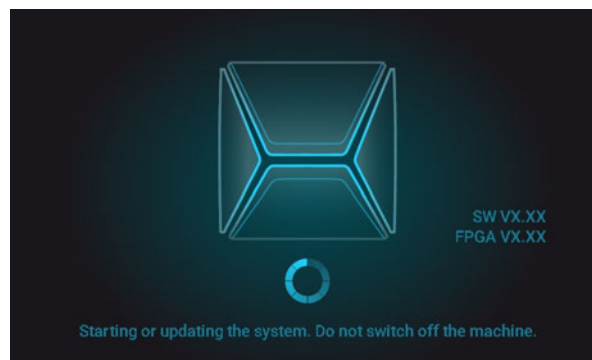 SW VX.XX
FPGA VX.XX
Starting or updating the system. Do not switch off the machine.